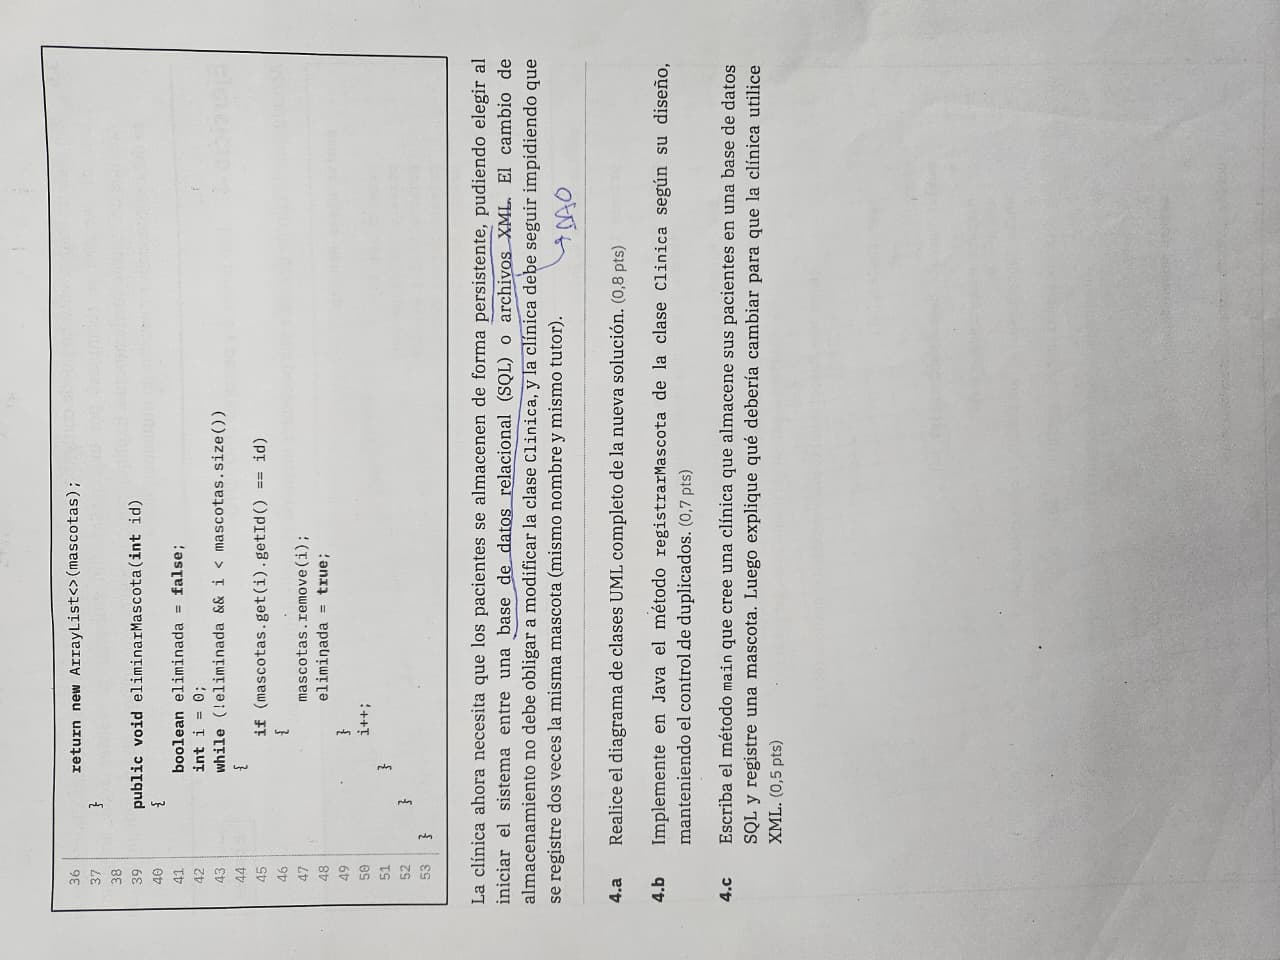 36 return new ArrayList<>(mascotas);
37 }
38
39 public void eliminarMascota(int id)
40 {
41 boolean eliminada = false;
42 int i = 0;
43 while (!eliminada && i < mascotas.size())
44 {
45 if (mascotas.get(i).getId() == id)
46 {
47 mascotas.remove(i);
48 eliminada = true;
49 }
50 i++;
51 }
52 }
53 }
La clínica ahora necesita que los pacientes se almacenen de forma persistente, pudiendo elegir al
iniciar el sistema entre una base de datos relacional (SQL) o archivos XML. El cambio de
almacenamiento no debe obligar a modificar la clase Clinica, y la clínica debe seguir impidiendo que
se registre dos veces la misma mascota (mismo nombre y mismo tutor).
DAO
4.a Realice el diagrama de clases UML completo de la nueva solución. (0,8 pts)
4.b Implemente en Java el método registrarMascota de la clase Clinica según su diseño,
manteniendo el control de duplicados. (0,7 pts)
4.c Escriba el método main que cree una clínica que almacene sus pacientes en una base de datos
SQL y registre una mascota. Luego explique qué debería cambiar para que la clínica utilice
XML. (0,5 pts)